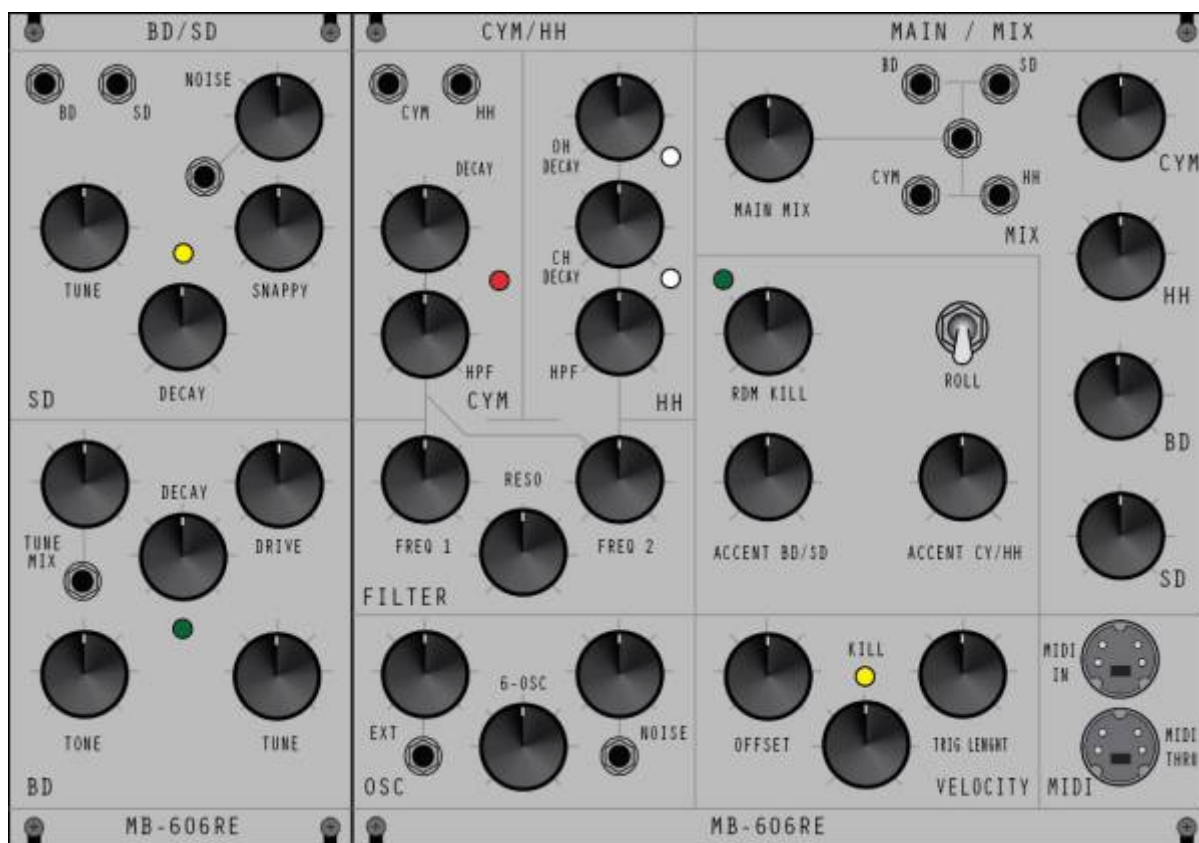 BD/SD
CYM/HH
MAIN / MIX
BD
SD
NOISE
TUNE
SNAPPY
DECAY
SD
TUNE
MIX
DECAY
DRIVE
TONE
TUNE
BD
MB-606RE
CYM
HH
DECAY
OH
DECAY
CH
DECAY
HPF
CYM
HPF
HH
FREQ 1
RESO
FREQ 2
FILTER
EXT
6-OSC
NOISE
OSC
MAIN MIX
BD
SD
CYM
HH
MIX
RDM KILL
ROLL
ACCENT BD/SD
ACCENT CY/HH
CYM
HH
BD
SD
OFFSET
KILL
TRIG LENGHT
VELOCITY
MIDI
IN
MIDI
THRU
MIDI
MB-606RE